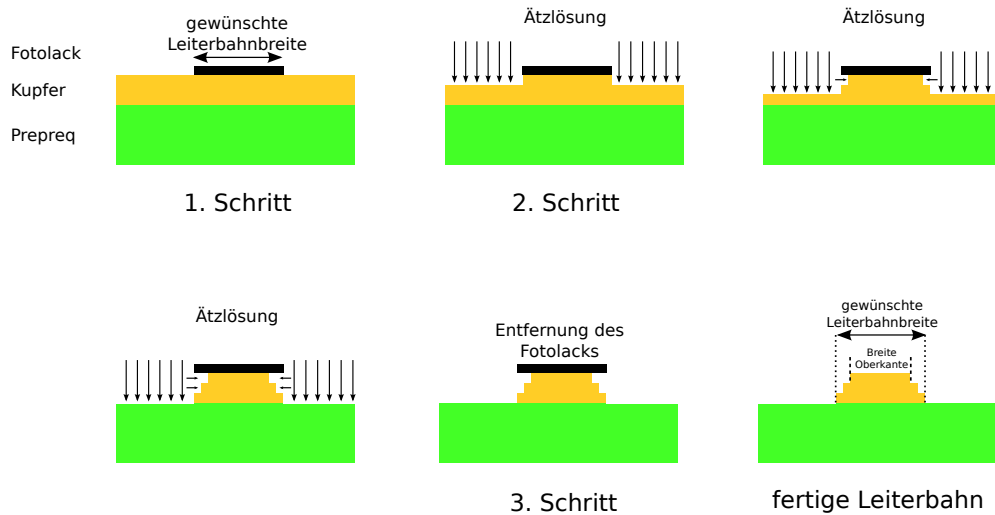 gewünschte
Leiterbahnbreite
Fotolack
Kupfer
Prepreq
1. Schritt
Ätzlösung
2. Schritt
Ätzlösung
Ätzlösung
Entfernung des
Fotolacks
3. Schritt
gewünschte
Leiterbahnbreite
Breite
Oberkante
fertige Leiterbahn